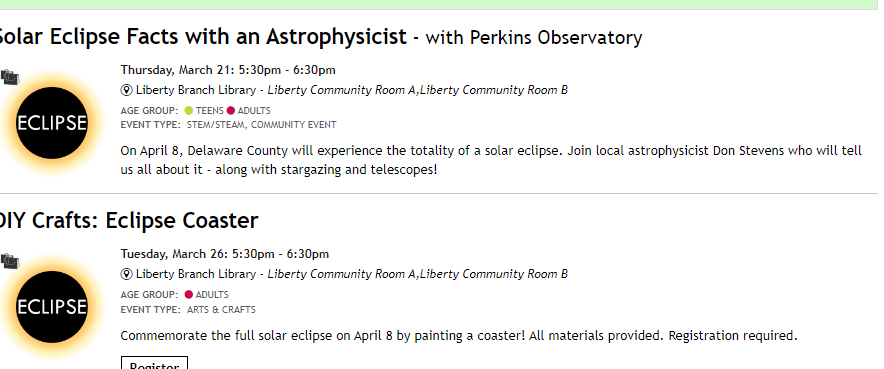 Solar Eclipse Facts with an Astrophysicist - with Perkins Observatory
ECLIPSE
Thursday, March 21: 5:30pm - 6:30pm
Liberty Branch Library - Liberty Community Room A,Liberty Community Room B
AGE GROUP: TEENS ADULTS
EVENT TYPE: STEM/STEAM, COMMUNITY EVENT
On April 8, Delaware County will experience the totality of a solar eclipse. Join local astrophysicist Don Stevens who will tell
us all about it - along with stargazing and telescopes!
DIY Crafts: Eclipse Coaster
ECLIPSE
Tuesday, March 26: 5:30pm - 6:30pm
Liberty Branch Library - Liberty Community Room A,Liberty Community Room B
AGE GROUP: ADULTS
EVENT TYPE: ARTS & CRAFTS
Commemorate the full solar eclipse on April 8 by painting a coaster! All materials provided. Registration required.
Register